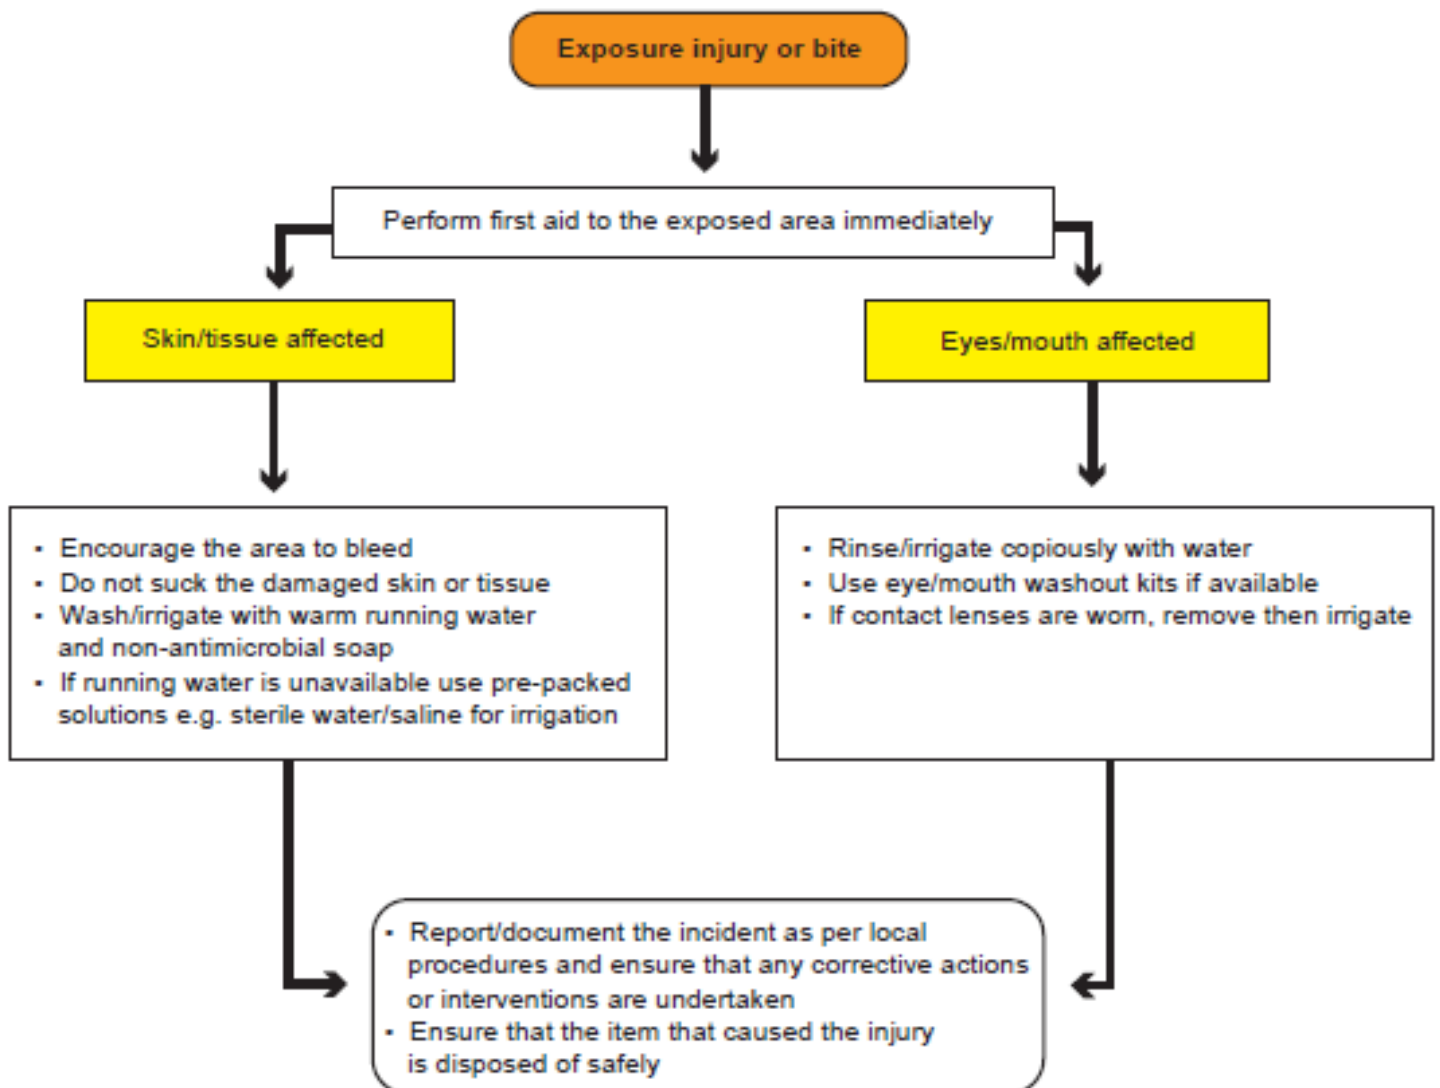 Exposure injury or bite
Perform first aid to the exposed area immediately
Skin/tissue affected
Eyes/mouth affected
▪ Encourage the area to bleed
▪ Do not suck the damaged skin or tissue
▪ Wash/irrigate with warm running water
and non-antimicrobial soap
▪ If running water is unavailable use pre-packed
solutions e.g. sterile water/saline for irrigation
▪ Rinse/irrigate copiously with water
▪ Use eye/mouth washout kits if available
▪ If contact lenses are worn, remove then irrigate
▪ Report/document the incident as per local
procedures and ensure that any corrective actions
or interventions are undertaken
▪ Ensure that the item that caused the injury
is disposed of safely